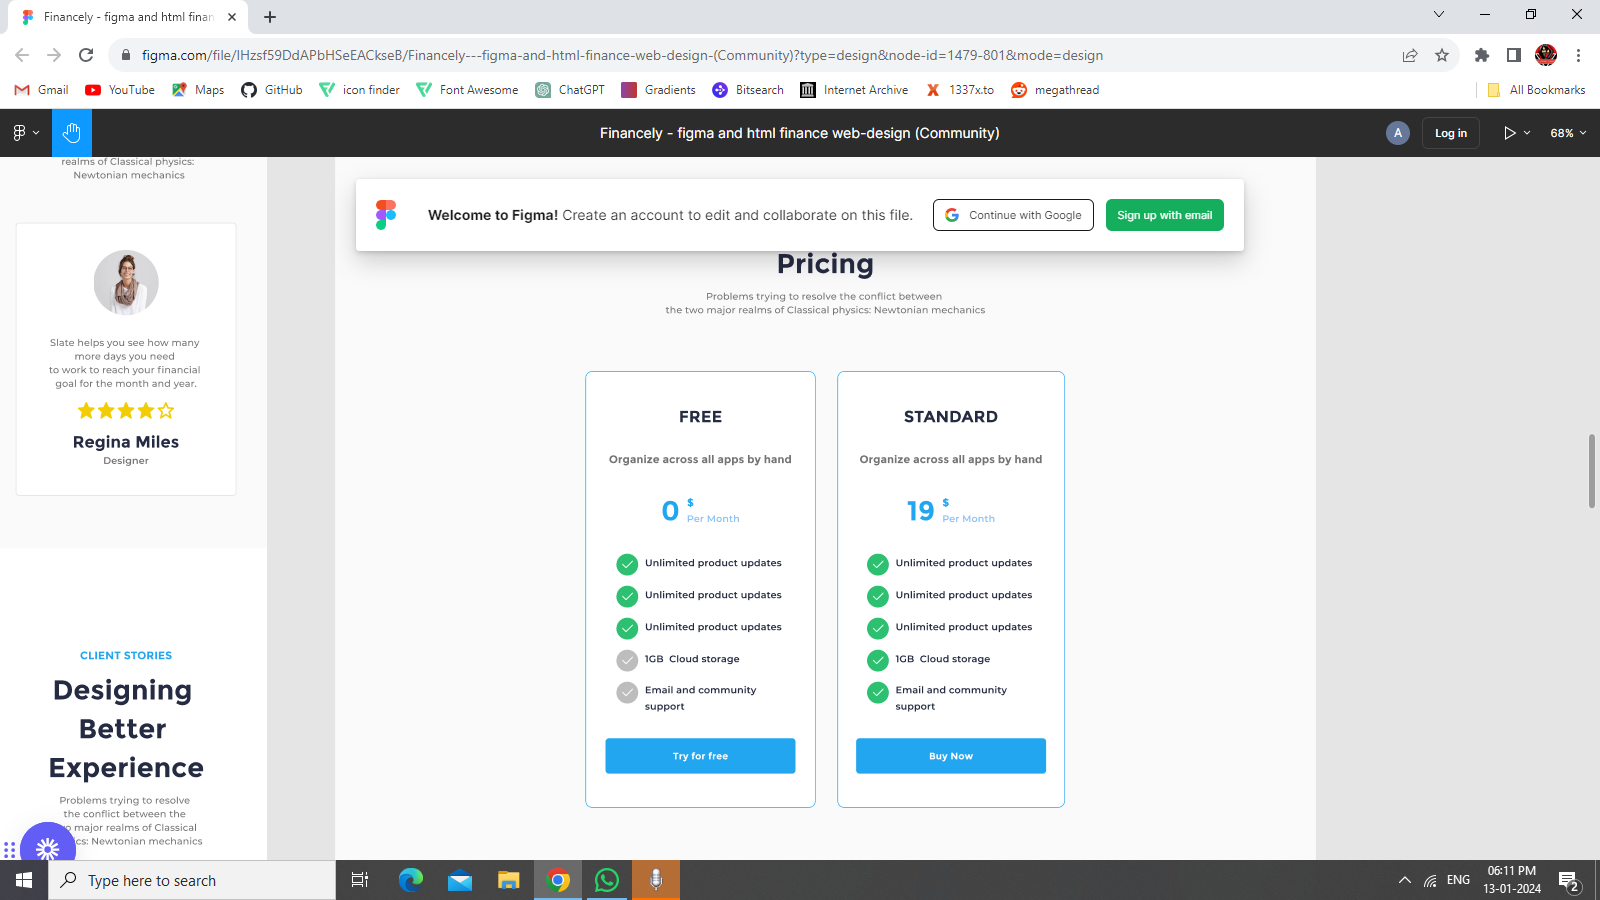 Financely - figma and html finan
figma.com/file/lHzsf59DdAPbHSeEACkseB/Financely---figma-and-html-finance-web-design-(Community)?type=design&node-id=1479-801&mode=design
Gmail
YouTube
Maps
GitHub
icon finder
Font Awesome
ChatGPT
Gradients
Bitsearch
Internet Archive
1337x.to
megathread
All Bookmarks
Financely - figma and html finance web-design (Community)
A
Log in
68%
realms of Classical physics:
Newtonian mechanics
Welcome to Figma! Create an account to edit and collaborate on this file.
Continue with Google
Sign up with email
Slate helps you see how many
more days you need
to work to reach your financial
goal for the month and year.
Regina Miles
Designer
CLIENT STORIES
Designing
Better
Experience
Problems trying to resolve
the conflict between the
o major realms of Classical
cs: Newtonian mechanics
Pricing
Problems trying to resolve the conflict between
the two major realms of Classical physics: Newtonian mechanics
FREE
Organize across all apps by hand
0
$
Per Month
Unlimited product updates
Unlimited product updates
Unlimited product updates
1GB Cloud storage
Email and community
support
Try for free
STANDARD
Organize across all apps by hand
19
$
Per Month
Unlimited product updates
Unlimited product updates
Unlimited product updates
1GB Cloud storage
Email and community
support
Buy Now
Type here to search
ENG
06:11 PM
13-01-2024
2